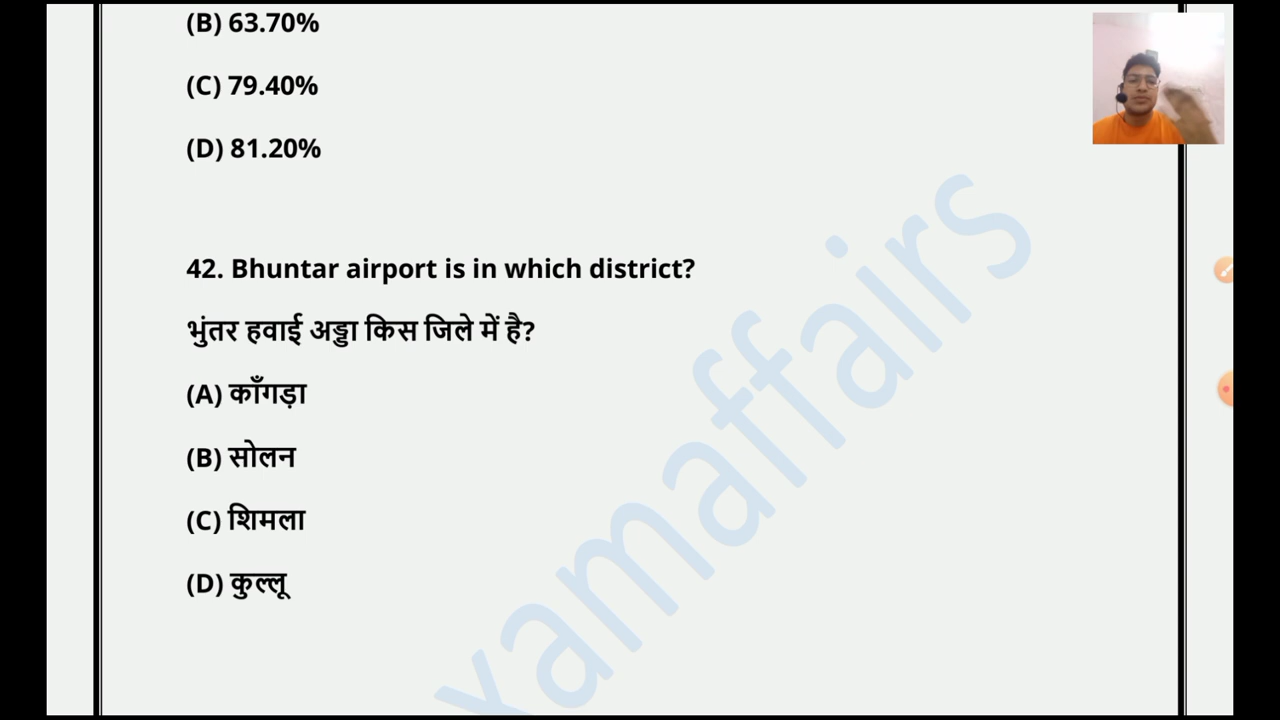 (B) 63.70%
(C) 79.40%
(D) 81.20%
42. Bhuntar airport is in which district?
भुंतर हवाई अड्डा किस जिले में है?
(A) काँगड़ा
(B) सोलन
(C) शिमला
(D) कुल्लू
xamaffairs